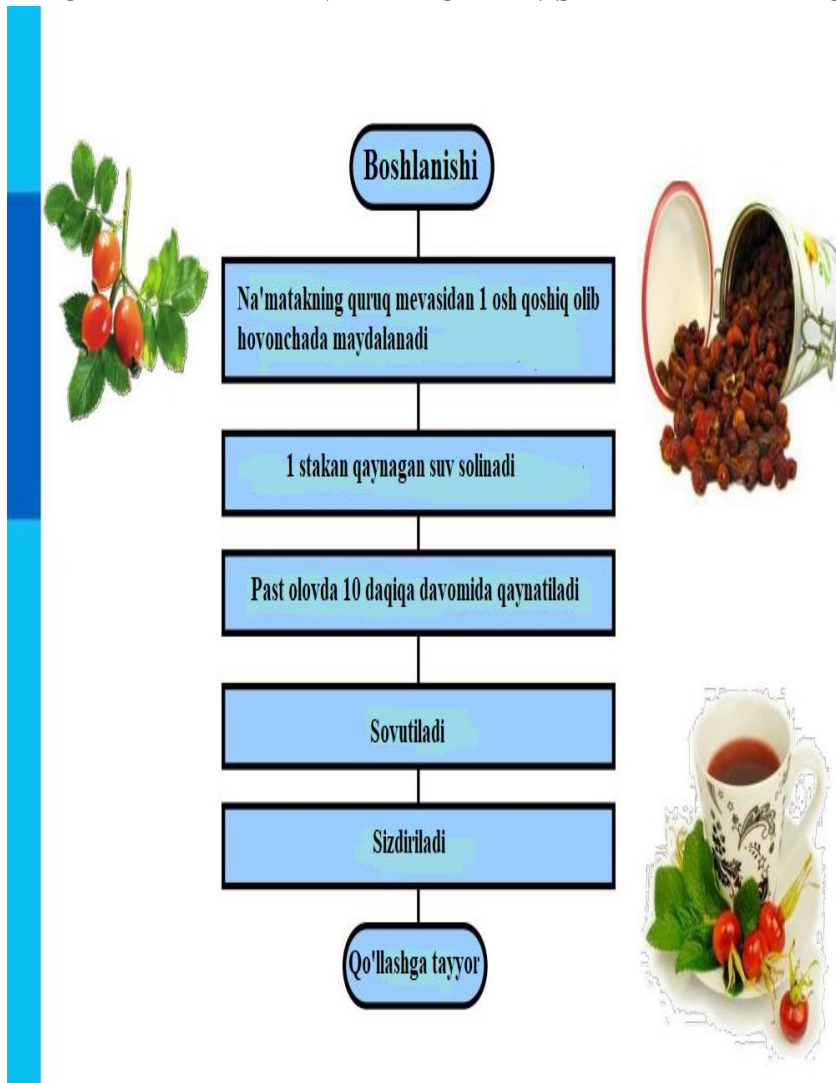 Boshlanishi
Na'matakning quruq mevasidan 1 osh qoshiq olib
hovonchada maydalanadi
1 stakan qaynagan suv solinadi
Past olovda 10 daqiqa davomida qaynatiladi
Sovutiladi
Sizdiriladi
Qo'llashga tayyor